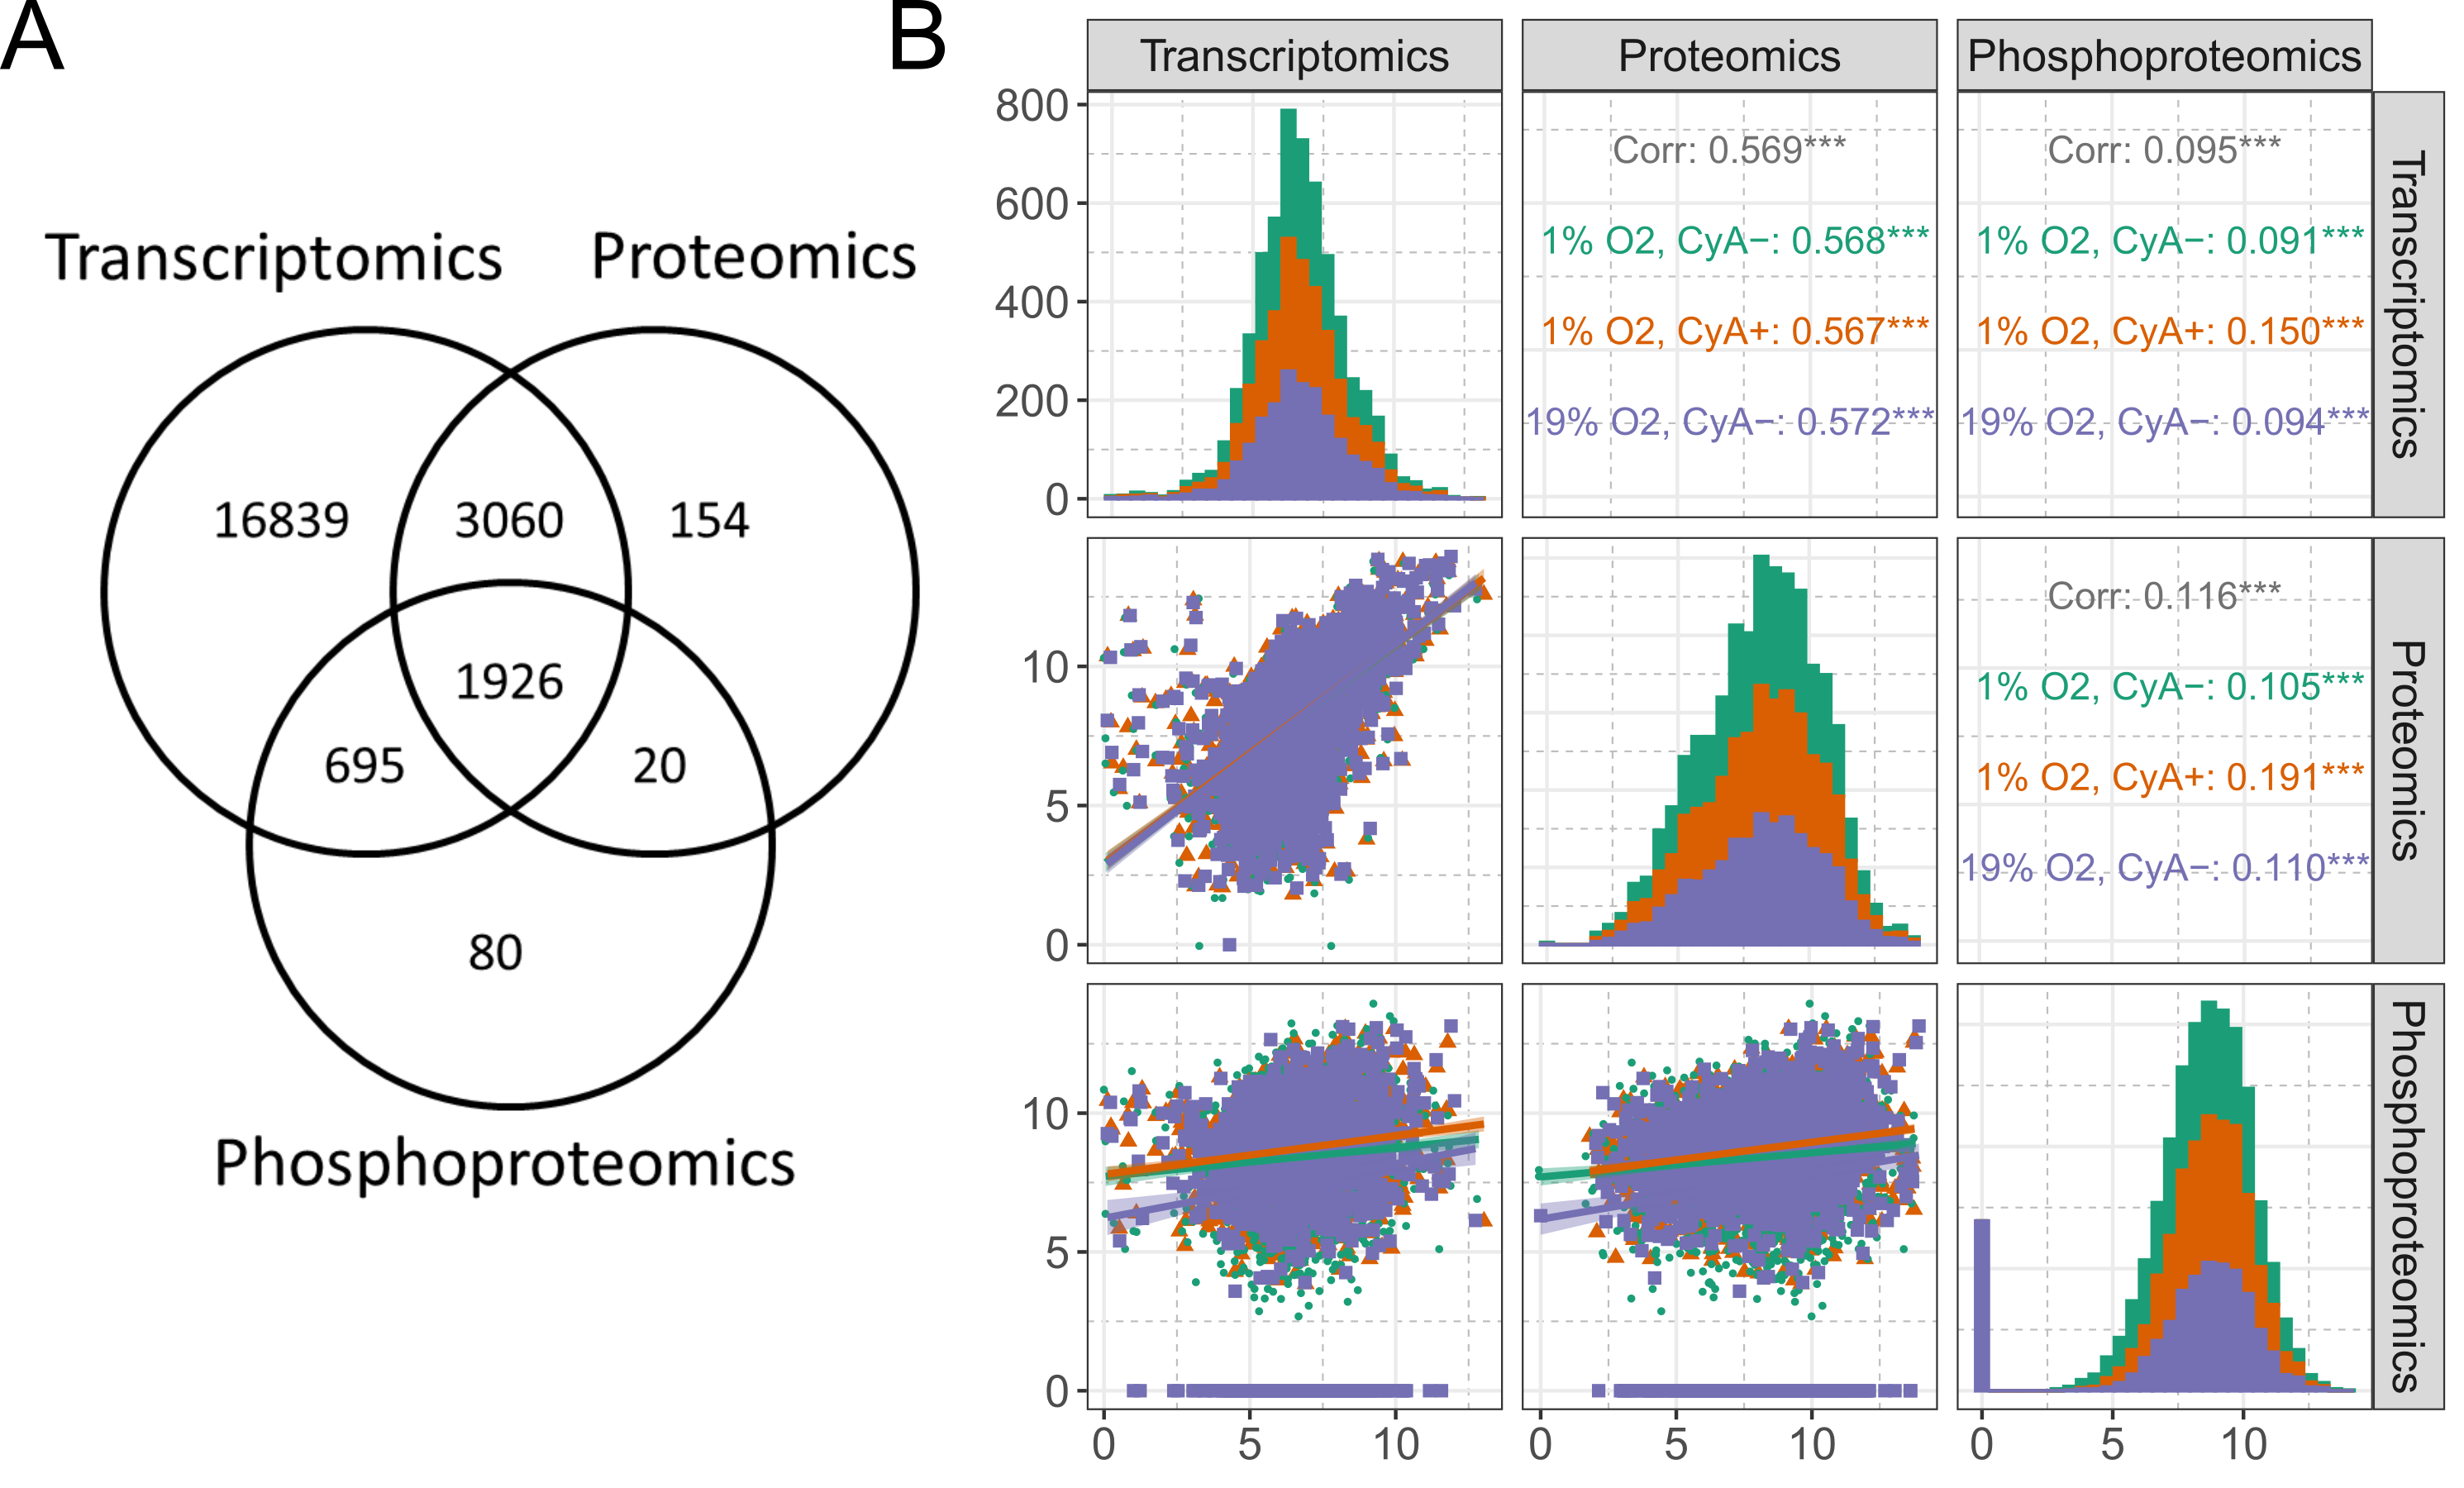 A
Transcriptomics
Proteomics
16839
3060
154
1926
695
20
80
Phosphoproteomics
B
Transcriptomics
Proteomics
Phosphoproteomics
800
600
400
200
0
Corr: 0.569***
1% O2, CyA−: 0.568***
1% O2, CyA+: 0.567***
19% O2, CyA−: 0.572***
Corr: 0.095***
1% O2, CyA−: 0.091***
1% O2, CyA+: 0.150***
19% O2, CyA−: 0.094***
Transcriptomics
10
5
0
Corr: 0.116***
1% O2, CyA−: 0.105***
1% O2, CyA+: 0.191***
19% O2, CyA−: 0.110***
Proteomics
10
5
0
Phosphoproteomics
0 5 10
0 5 10
0 5 10